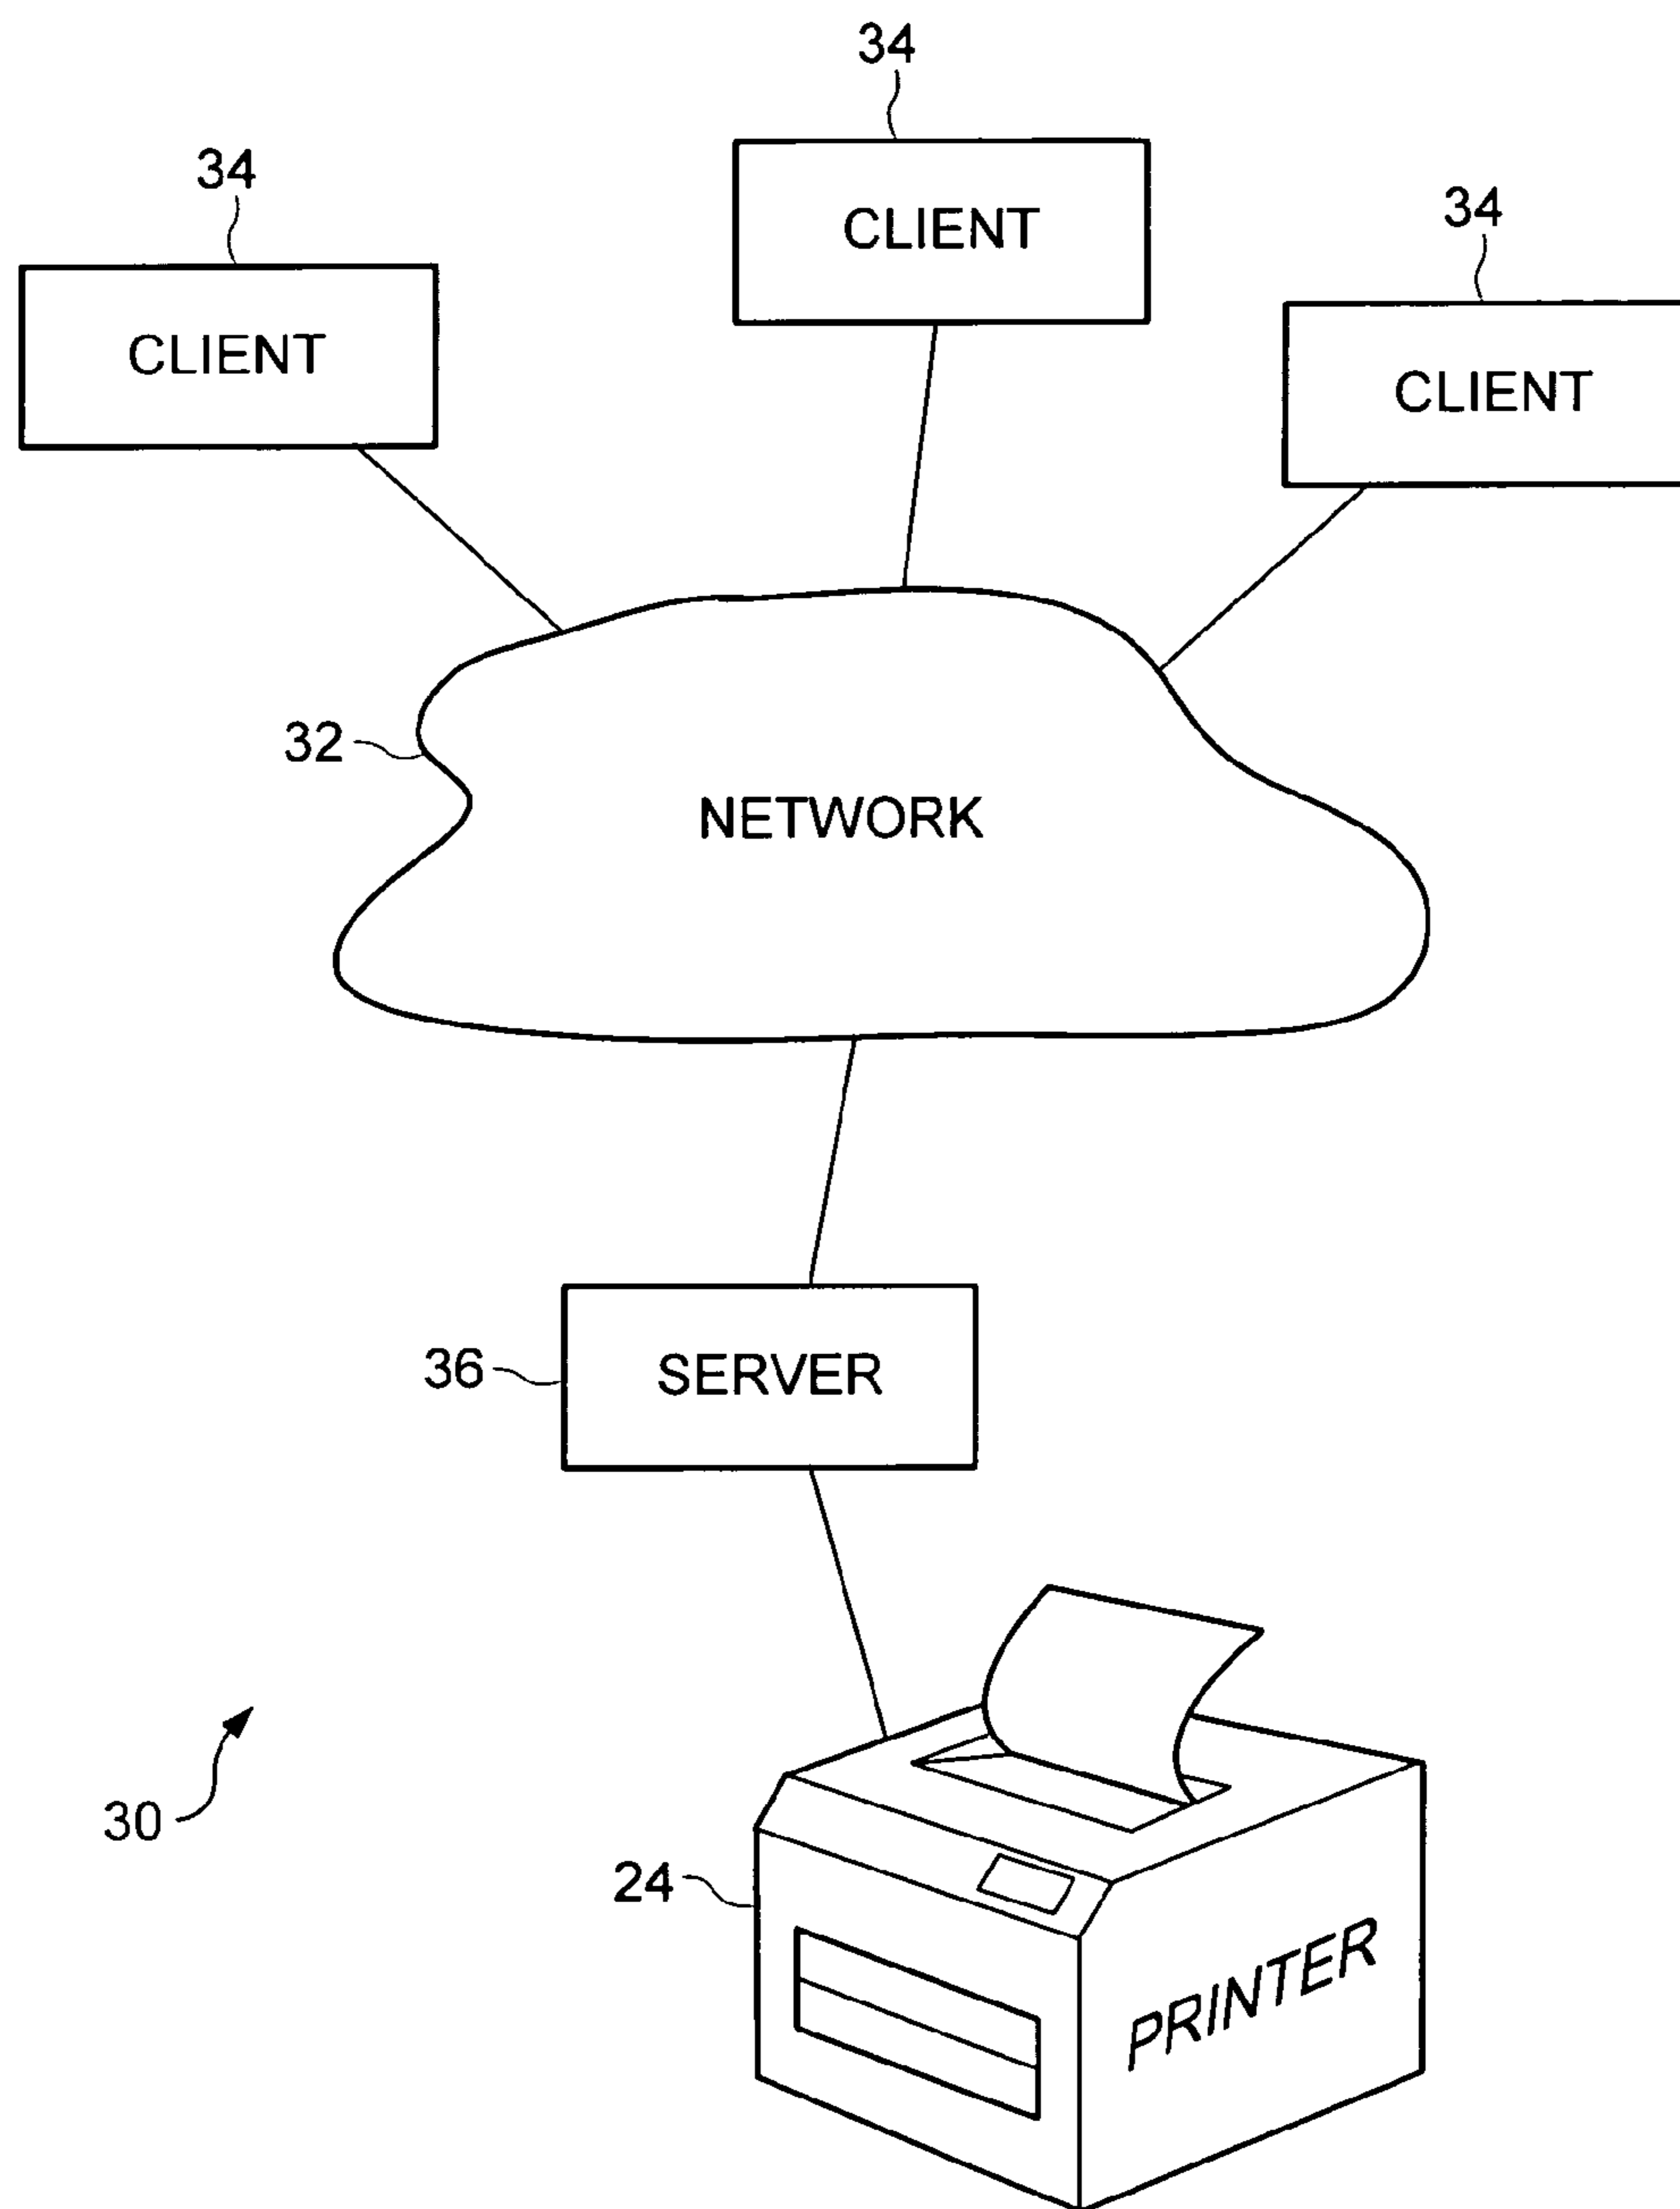 34
34
34
CLIENT
CLIENT
CLIENT
32
NETWORK
36
SERVER
30
24
PRINTER